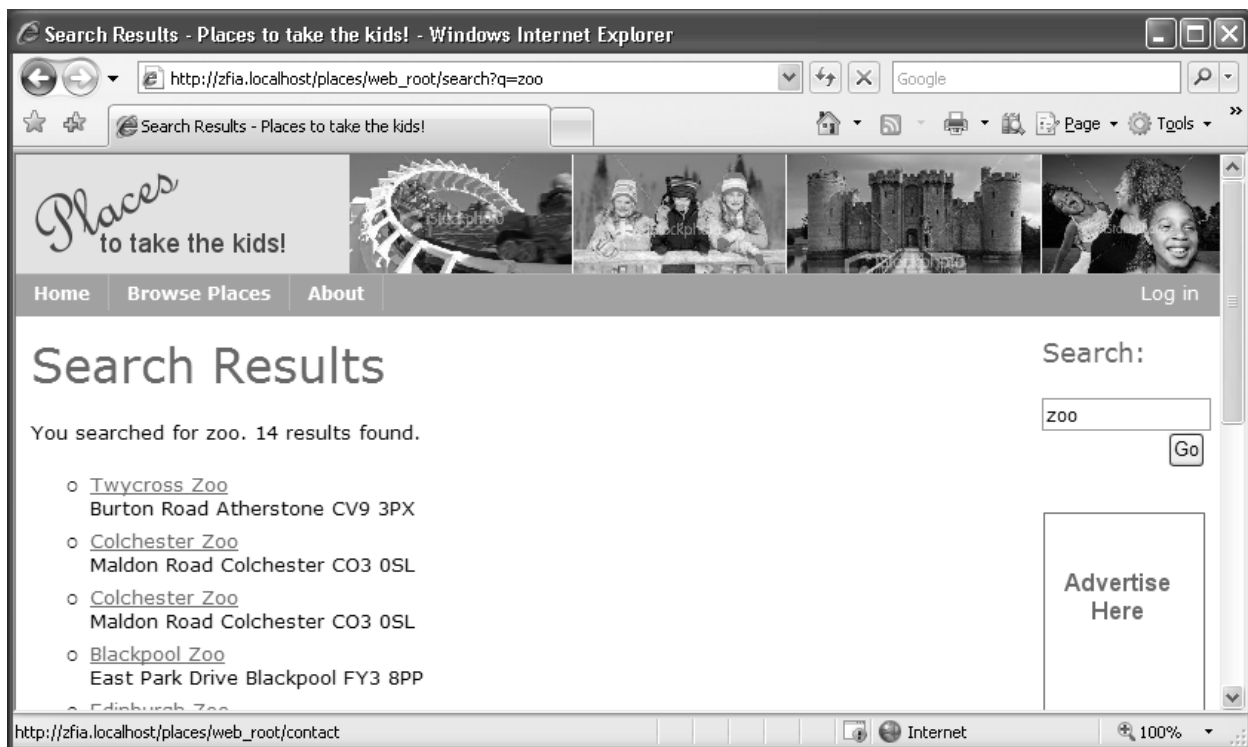 Search Results - Places to take the kids! - Windows Internet Explorer
http://zfia.localhost/places/web_root/search?q=zoo
Google
Search Results - Places to take the kids!
Page
Tools
Places
to take the kids!
iStockphoto
Home
Browse Places
About
Log in
Search Results
Search:
You searched for zoo. 14 results found.
zoo
Go
Twycross Zoo
Burton Road Atherstone CV9 3PX
Colchester Zoo
Maldon Road Colchester CO3 0SL
Colchester Zoo
Maldon Road Colchester CO3 0SL
Blackpool Zoo
East Park Drive Blackpool FY3 8PP
Edinburgh Zoo
Advertise
Here
http://zfia.localhost/places/web_root/contact
Internet
100%